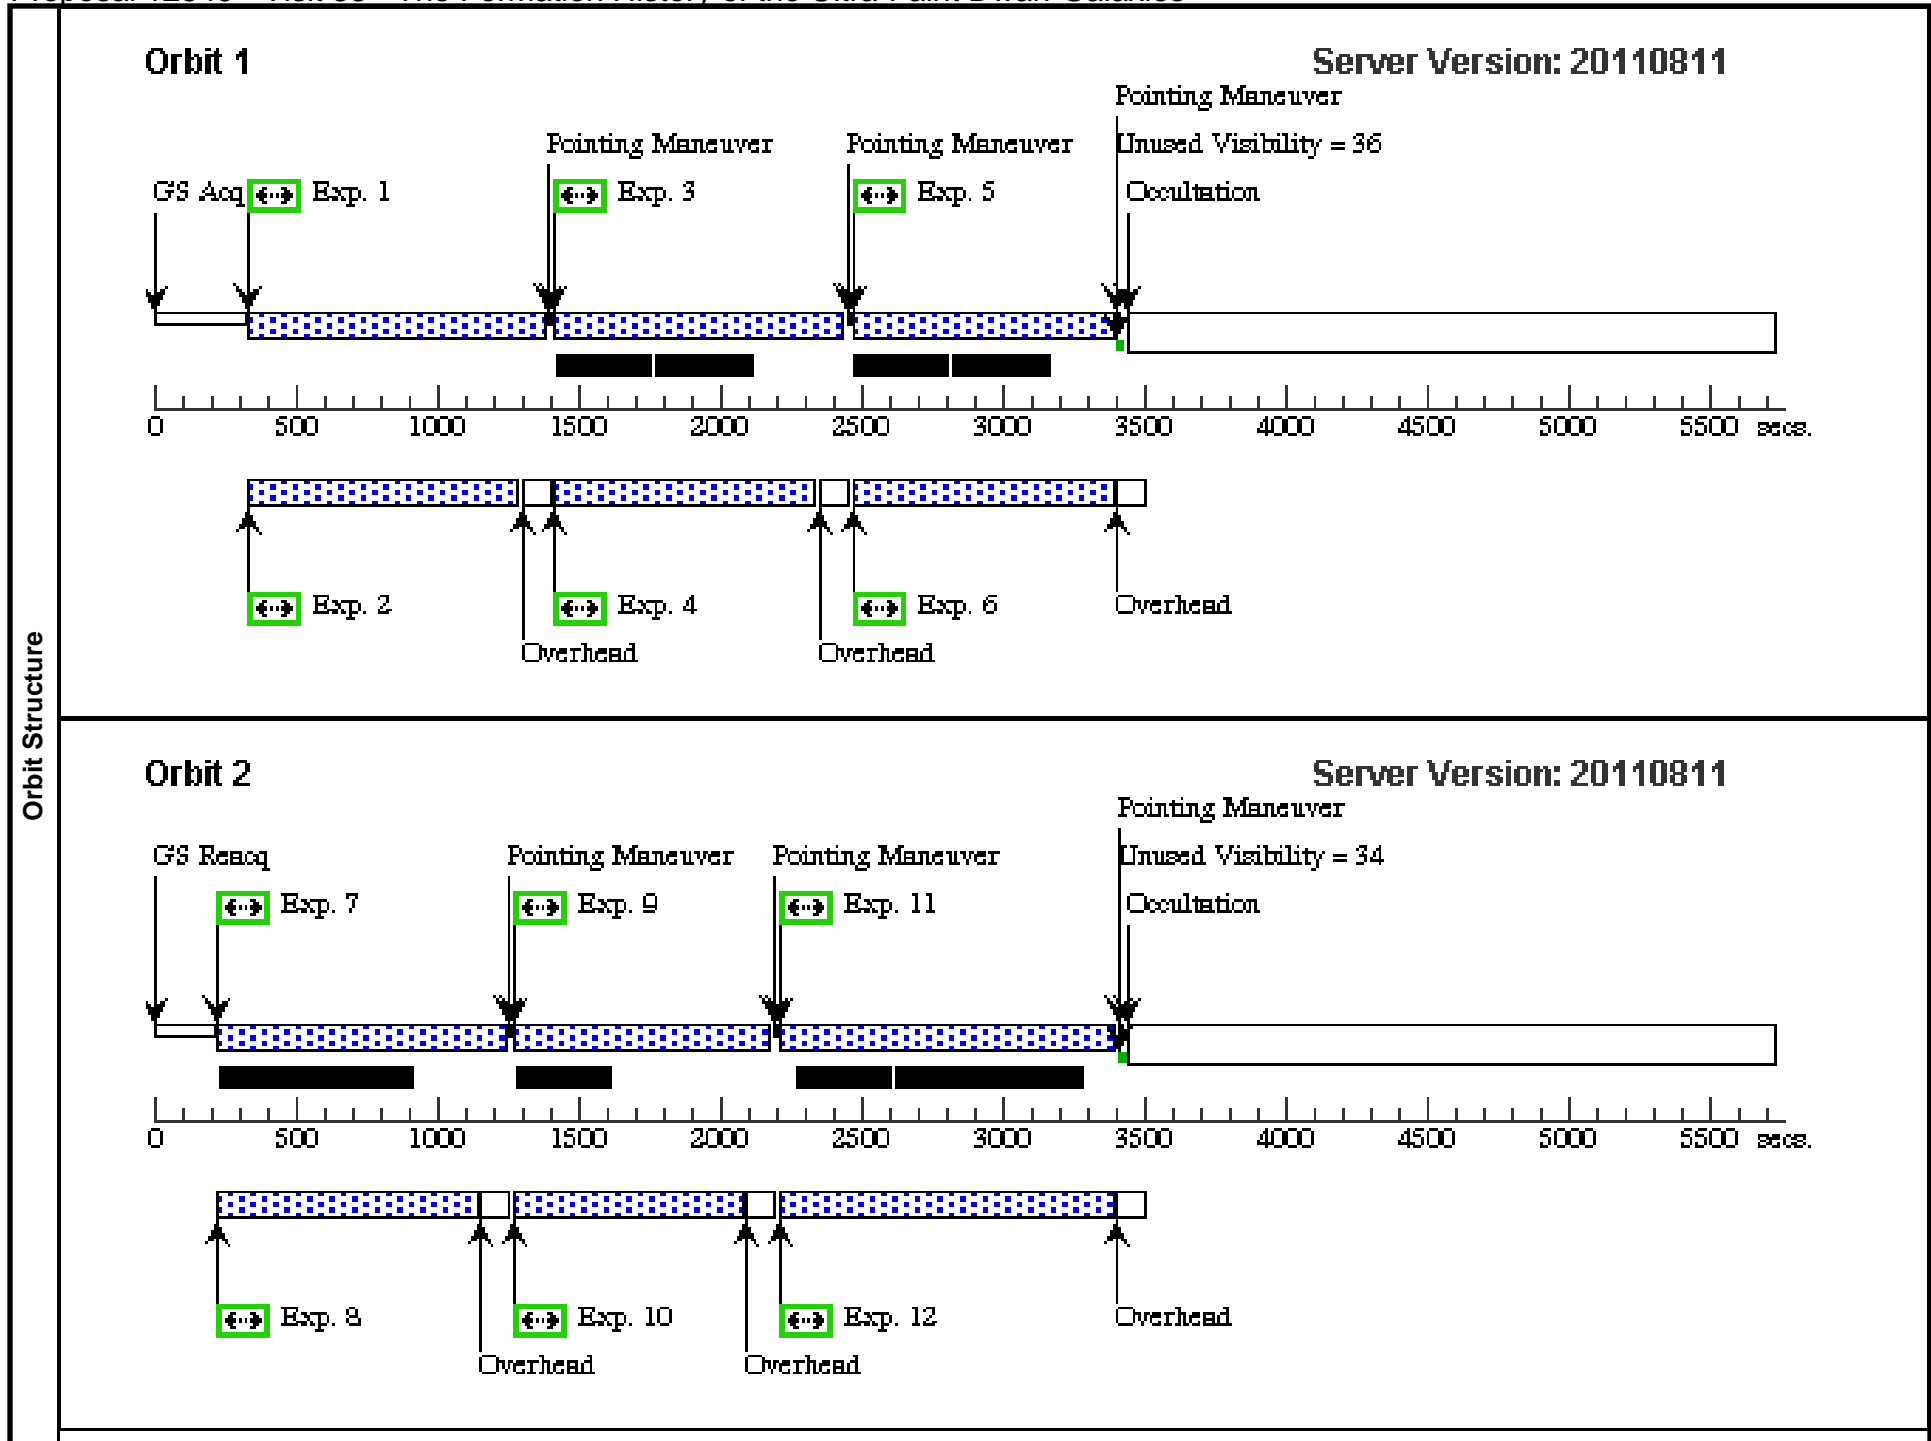 Orbit Structure
Orbit 1
Server Version: 20110811
Pointing Maneuver
Pointing Maneuver
Pointing Maneuver
Unused Visibility = 36
GS Acq
Exp. 1
Exp. 3
Exp. 5
Occultation
0 500 1000 1500 2000 2500 3000 3500 4000 4500 5000 5500 secs.
Exp. 2
Exp. 4
Exp. 6
Overhead
Overhead
Overhead
Orbit 2
Server Version: 20110811
Pointing Maneuver
GS Reacq
Pointing Maneuver
Pointing Maneuver
Unused Visibility = 34
Exp. 7
Exp. 9
Exp. 11
Occultation
0 500 1000 1500 2000 2500 3000 3500 4000 4500 5000 5500 secs.
Exp. 8
Exp. 10
Exp. 12
Overhead
Overhead
Overhead